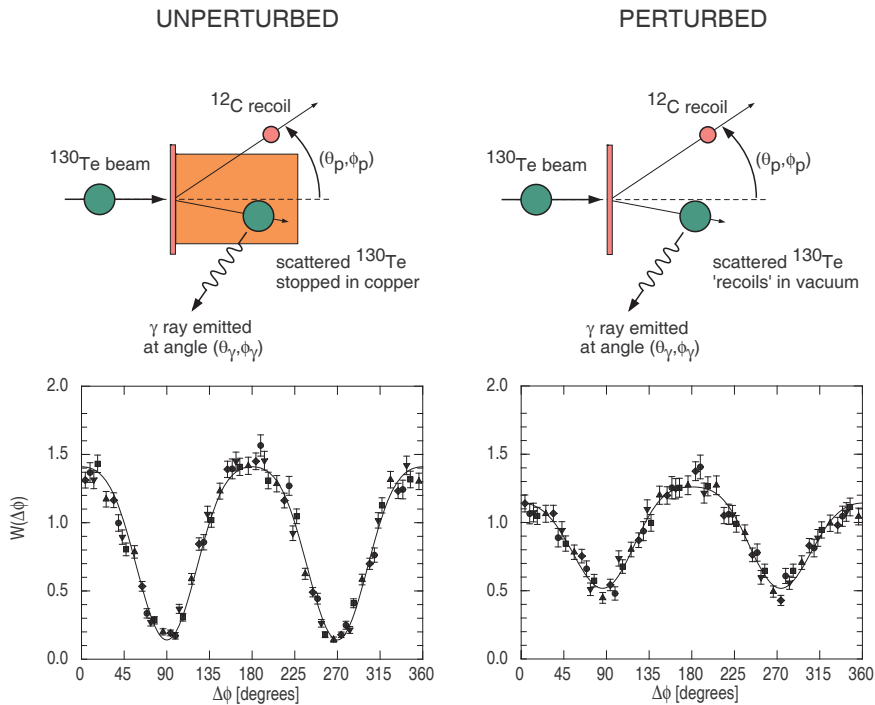 UNPERTURBED
¹²C recoil
(θₚ,ϕₚ)
¹³⁰Te beam
scattered ¹³⁰Te
stopped in copper
γ ray emitted
at angle (θᵧ,ϕᵧ)
2.0
1.5
1.0
0.5
0.0
W(Δϕ)
0 45 90 135 180 225 270 315 360
Δϕ [degrees]
PERTURBED
¹²C recoil
(θₚ,ϕₚ)
¹³⁰Te beam
scattered ¹³⁰Te
'recoils' in vacuum
γ ray emitted
at angle (θᵧ,ϕᵧ)
2.0
1.5
1.0
0.5
0.0
0 45 90 135 180 225 270 315 360
Δϕ [degrees]